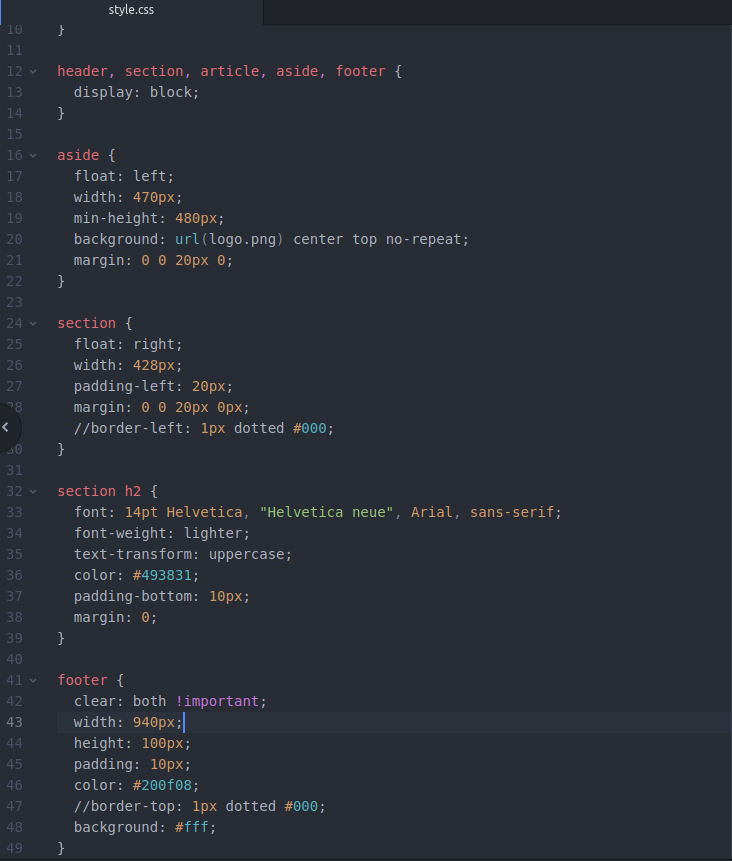 style.css
10 }
11
12 header, section, article, aside, footer {
13   display: block;
14 }
15
16 aside {
17   float: left;
18   width: 470px;
19   min-height: 480px;
20   background: url(logo.png) center top no-repeat;
21   margin: 0 0 20px 0;
22 }
23
24 section {
25   float: right;
26   width: 428px;
27   padding-left: 20px;
28   margin: 0 0 20px 0px;
//border-left: 1px dotted #000;
30 }
31
32 section h2 {
33   font: 14pt Helvetica, "Helvetica neue", Arial, sans-serif;
34   font-weight: lighter;
35   text-transform: uppercase;
36   color: #493831;
37   padding-bottom: 10px;
38   margin: 0;
39 }
40
41 footer {
42   clear: both !important;
43   width: 940px;
44   height: 100px;
45   padding: 10px;
46   color: #200f08;
47   //border-top: 1px dotted #000;
48   background: #fff;
49 }